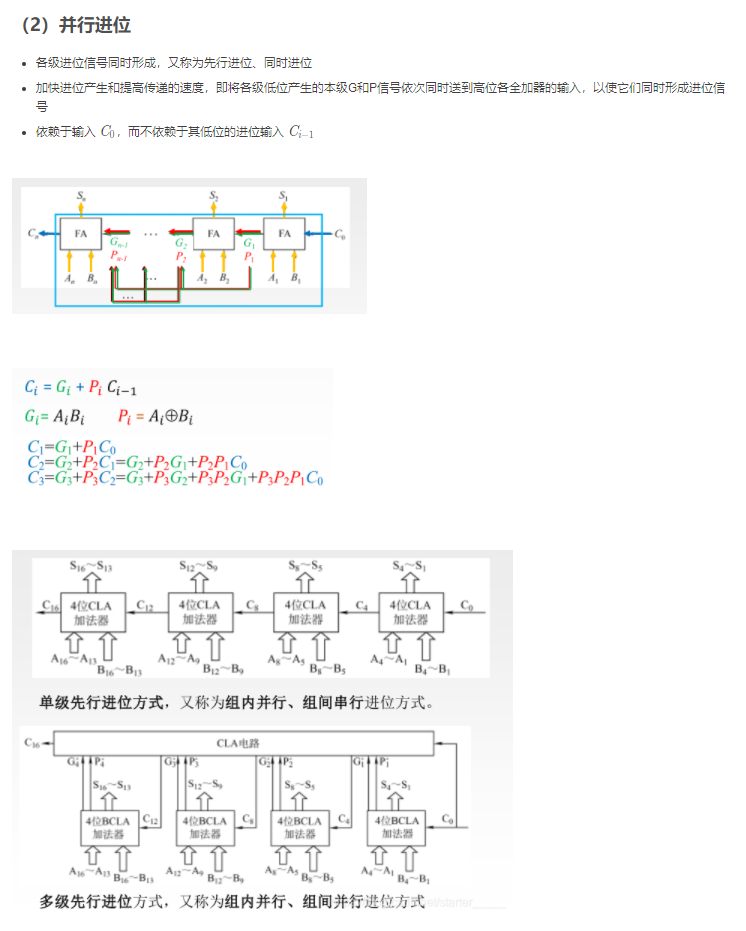 (2) 并行进位
各级进位信号同时形成，又称为先行进位、同时进位
加快进位产生和提高传递的速度，即将各级低位产生的本级G和P信号依次同时送到高位各全加器的输入，以使它们同时形成进位信
号
依赖于输入 C₀，而不依赖于其低位的进位输入 Cᵢ₋₁
Sₙ S₂ S₁
Cₙ FA ... FA FA C₀
Gₙ₋₁ G₂ G₁
Pₙ₋₁ P₂ P₁
Aₙ Bₙ ... A₂ B₂ A₁ B₁
...
Cᵢ = Gᵢ + Pᵢ Cᵢ₋₁
Gᵢ= AᵢBᵢ Pᵢ = Aᵢ⊕Bᵢ
C₁=G₁+P₁C₀
C₂=G₂+P₂C₁=G₂+P₂G₁+P₂P₁C₀
C₃=G₃+P₃C₂=G₃+P₃G₂+P₃P₂G₁+P₃P₂P₁C₀
S₁₆～S₁₃ S₁₂～S₉ S₈～S₅ S₄～S₁
C₁₆ 4位CLA C₁₂ 4位CLA C₈ 4位CLA C₄ 4位CLA C₀
加法器 加法器 加法器 加法器
A₁₆～A₁₃ A₁₂～A₉ A₈～A₅ A₄～A₁
B₁₆～B₁₃ B₁₂～B₉ B₈～B₅ B₄～B₁
单级先行进位方式，又称为组内并行、组间串行进位方式。
C₁₆ CLA电路
G₄* P₄* G₃* P₃* G₂* P₂* G₁* P₁*
S₁₆～S₁₃ S₁₂～S₉ S₈～S₅ S₄～S₁
4位BCLA C₁₂ 4位BCLA C₈ 4位BCLA C₄ 4位BCLA C₀
加法器 加法器 加法器 加法器
A₁₆～A₁₃ A₁₂～A₉ A₈～A₅ A₄～A₁
B₁₆～B₁₃ B₁₂～B₉ B₈～B₅ B₄～B₁
多级先行进位方式，又称为组内并行、组间并行进位方式